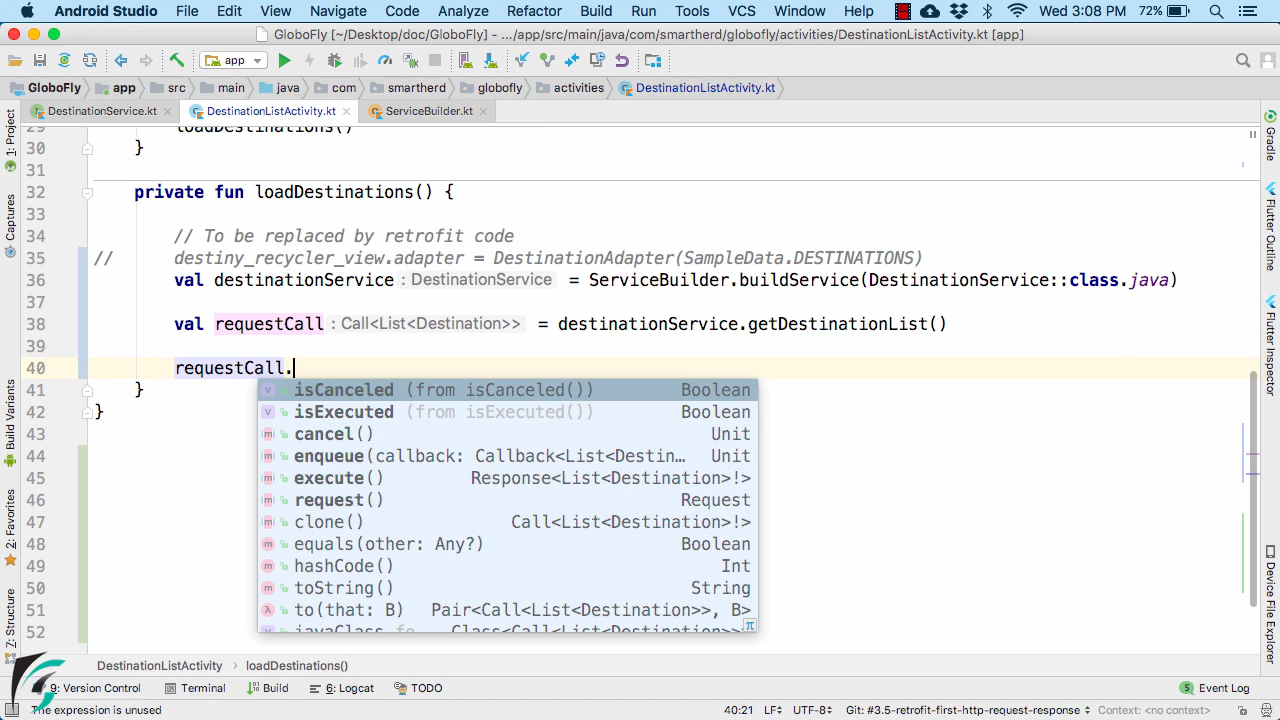 Android Studio File Edit View Navigate Code Analyze Refactor Build Run Tools VCS Window Help Wed 3:08 PM 72%
GloboFly [~/Desktop/doc/GloboFly] - .../app/src/main/java/com/smartherd/globofly/activities/DestinationListActivity.kt [app]
app
GloboFly app src main java com smartherd globofly activities DestinationListActivity.kt
DestinationService.kt DestinationListActivity.kt ServiceBuilder.kt
29 loadDestinations()
30 }
31
32 private fun loadDestinations() {
33
34 // To be replaced by retrofit code
35 // destiny_recycler_view.adapter = DestinationAdapter(SampleData.DESTINATIONS)
36 val destinationService : DestinationService = ServiceBuilder.buildService(DestinationService::class.java)
37
38 val requestCall : Call<List<Destination>> = destinationService.getDestinationList()
39
40 requestCall.
41 }
isCanceled (from isCanceled()) Boolean
42 }
isExecuted (from isExecuted()) Boolean
43
cancel() Unit
44
enqueue(callback: Callback<List<Destin... Unit
45
execute() Response<List<Destination>!>
46
request() Request
47
clone() Call<List<Destination>!>
48
equals(other: Any?) Boolean
49
hashCode() Int
50
toString() String
51
to(that: B) Pair<Call<List<Destination>>, B>
52
javaClass fo... Class<Call<List<Destination>>>
π
1: Project
Captures
Build Variants
2: Favorites
7: Structure
Gradle
Flutter Outline
Flutter Inspector
Device File Explorer
DestinationListActivity › loadDestinations()
9: Version Control Terminal Build 6: Logcat TODO 5 Event Log
The expression is unused 40:21 LF÷ UTF-8÷ Git: #3.5-retrofit-first-http-request-response Context: <no context>